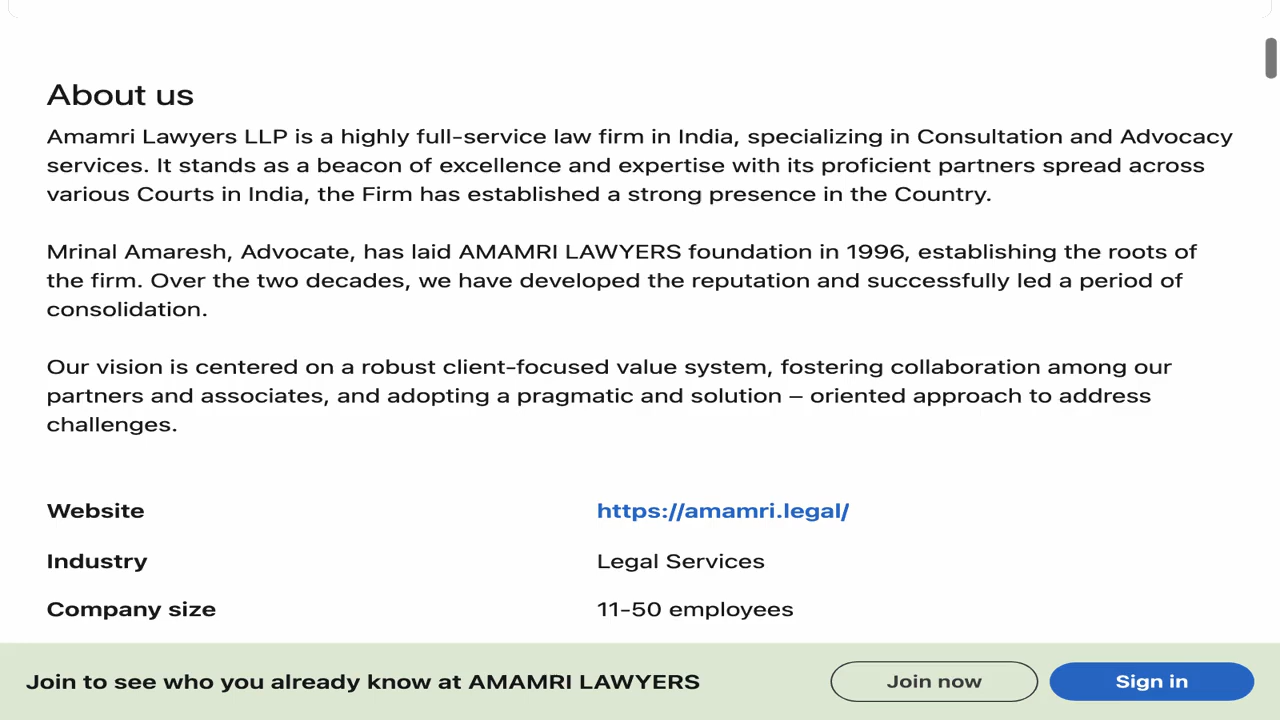 About us
Amamri Lawyers LLP is a highly full-service law firm in India, specializing in Consultation and Advocacy
services. It stands as a beacon of excellence and expertise with its proficient partners spread across
various Courts in India, the Firm has established a strong presence in the Country.
Mrinal Amaresh, Advocate, has laid AMAMRI LAWYERS foundation in 1996, establishing the roots of
the firm. Over the two decades, we have developed the reputation and successfully led a period of
consolidation.
Our vision is centered on a robust client-focused value system, fostering collaboration among our
partners and associates, and adopting a pragmatic and solution – oriented approach to address
challenges.
Website https://amamri.legal/
Industry Legal Services
Company size 11-50 employees
Join to see who you already know at AMAMRI LAWYERS Join now Sign in